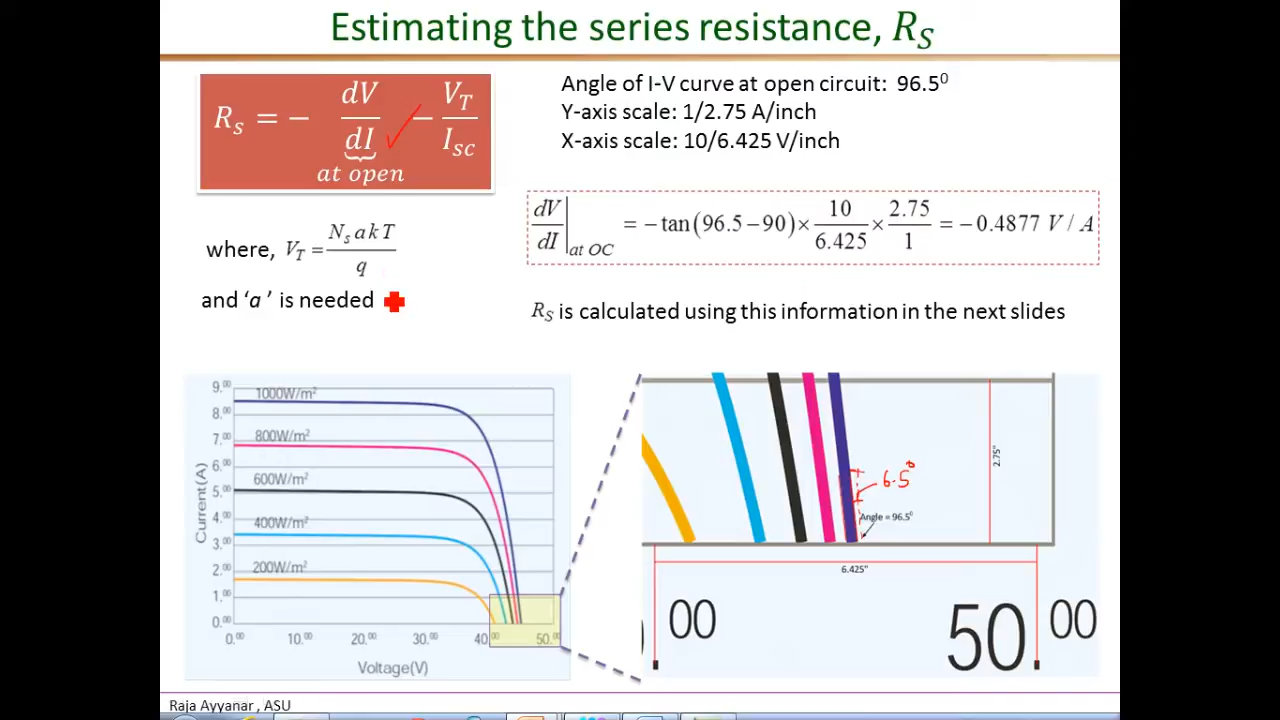 Estimating the series resistance, R_S
R_s = − dV/dI (at open) − V_T/I_sc
Angle of I-V curve at open circuit: 96.5⁰
Y-axis scale: 1/2.75 A/inch
X-axis scale: 10/6.425 V/inch
dV/dI | at OC = −tan(96.5−90)× 10/6.425 × 2.75/1 = −0.4877 V / A
where, V_T = N_s a k T / q
and ‘a ’ is needed
R_S is calculated using this information in the next slides
9.00
8.00
7.00
6.00
5.00
4.00
3.00
2.00
1.00
0.00
Current(A)
1000W/m²
800W/m²
600W/m²
400W/m²
200W/m²
0.00 10.00 20.00 30.00 40.00 50.00
Voltage(V)
6.5°
2.75"
Angle = 96.5⁰
6.425"
00 50.00
Raja Ayyanar , ASU